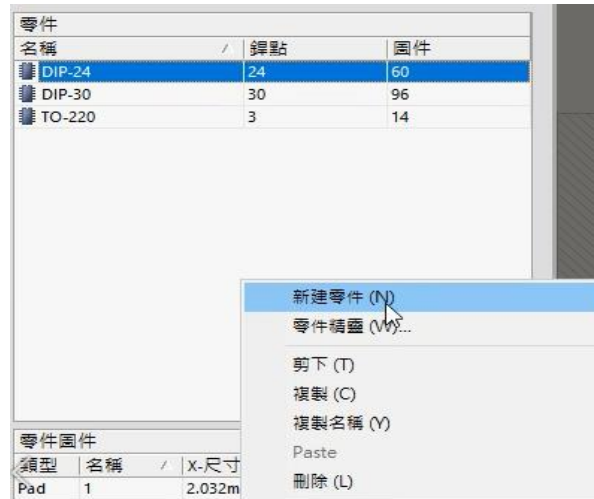 零件
名稱 銲點 圖件
DIP-24 24 60
DIP-30 30 96
TO-220 3 14
新建零件 (N)
零件精靈 (W)...
剪下 (T)
複製 (C)
複製名稱 (Y)
Paste
刪除 (L)
零件圖件
類型 名稱 X-尺寸
Pad 1 2.032m